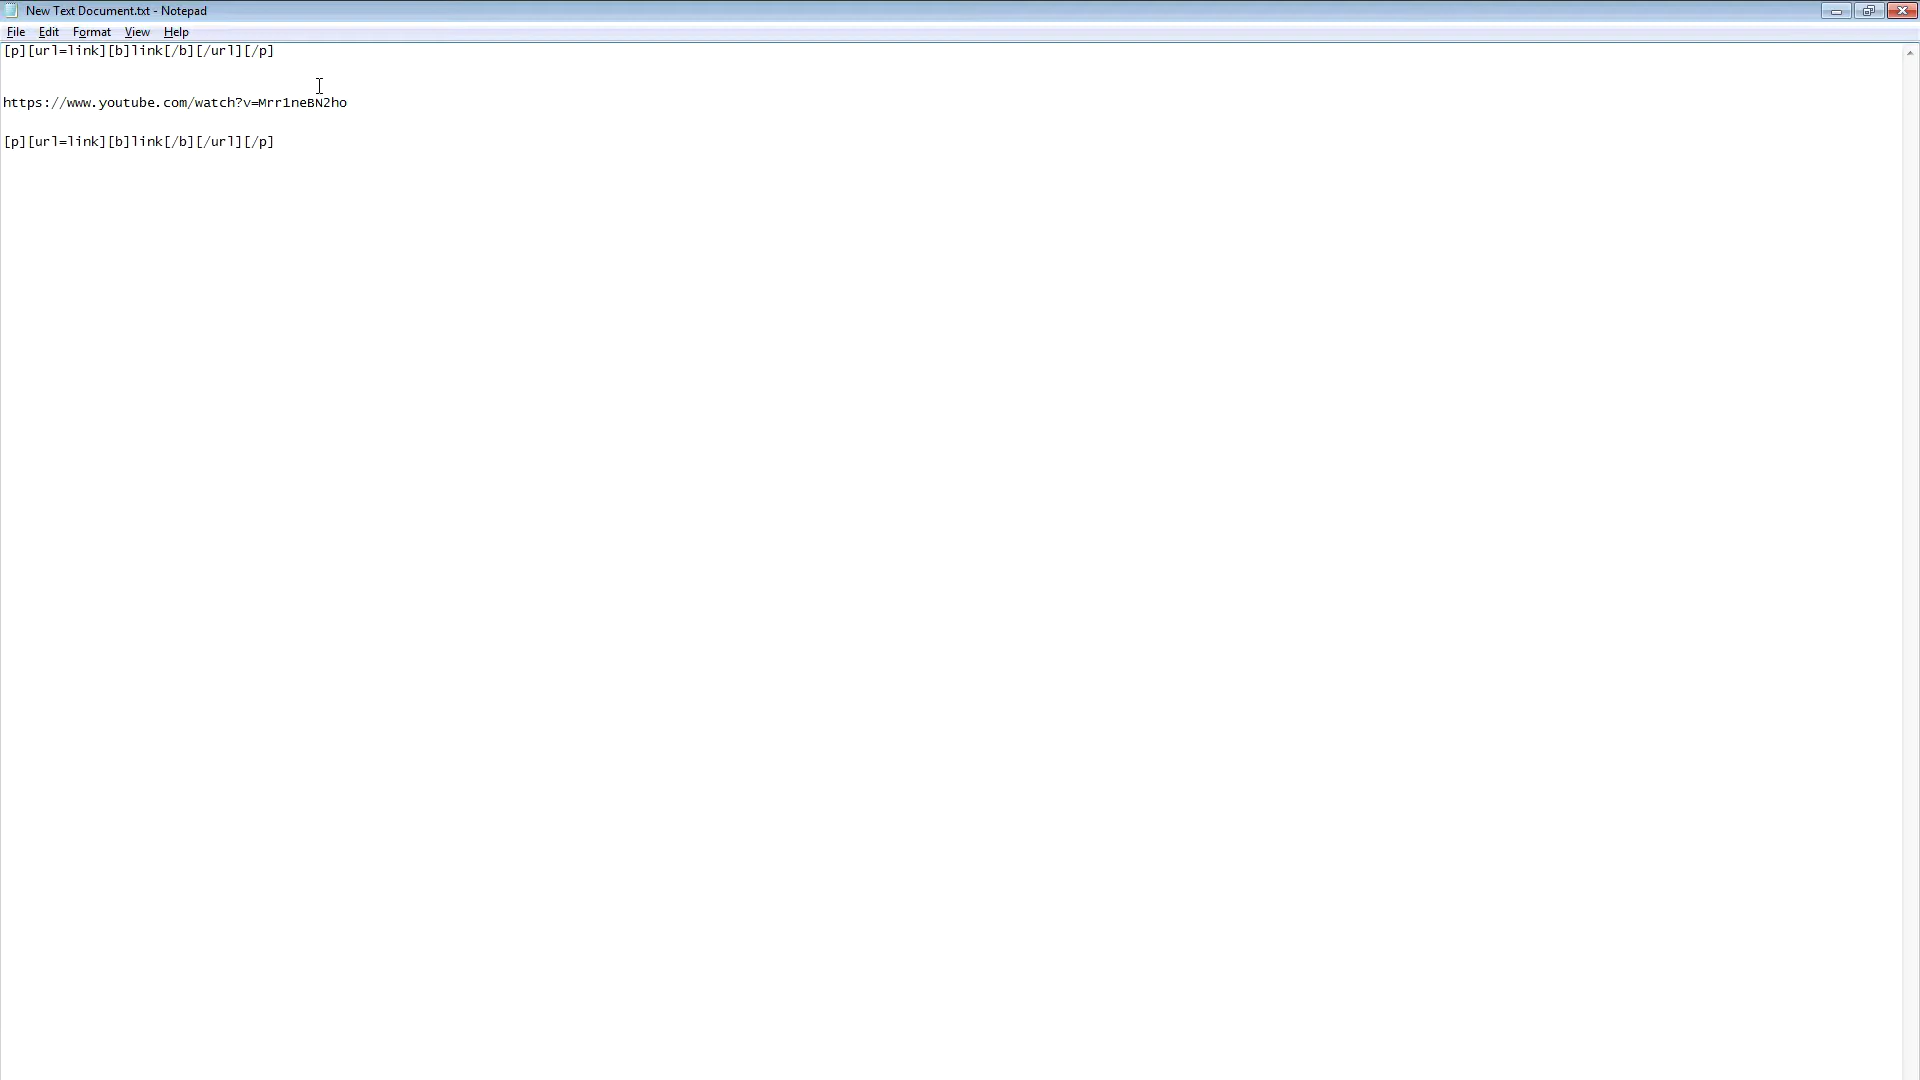 New Text Document.txt - Notepad
File Edit Format View Help
[p][url=link][b]link[/b][/url][/p]
https://www.youtube.com/watch?v=Mrr1neBN2ho
[p][url=link][b]link[/b][/url][/p]